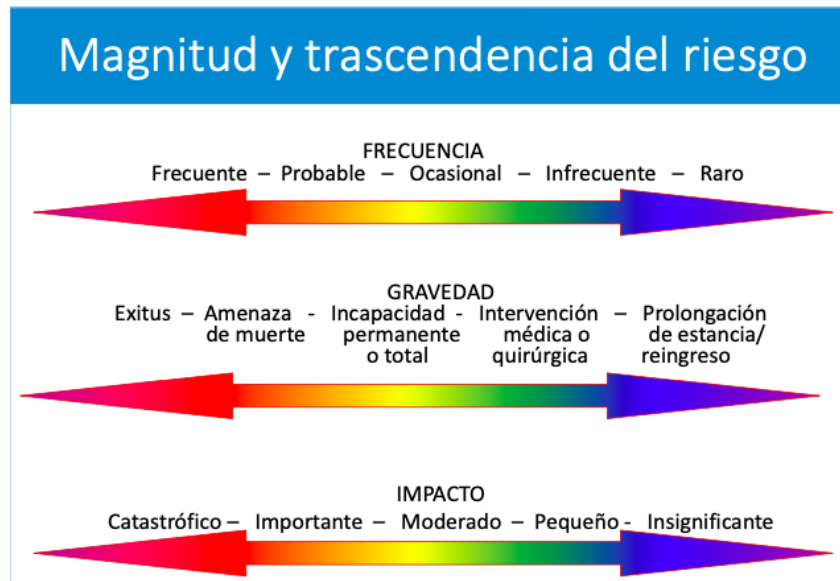 Magnitud y trascendencia del riesgo
FRECUENCIA
Frecuente – Probable – Ocasional – Infrecuente – Raro
GRAVEDAD
Exitus – Amenaza - Incapacidad - Intervención – Prolongación
de muerte permanente médica o de estancia/
o total quirúrgica reingreso
IMPACTO
Catastrófico – Importante – Moderado – Pequeño - Insignificante